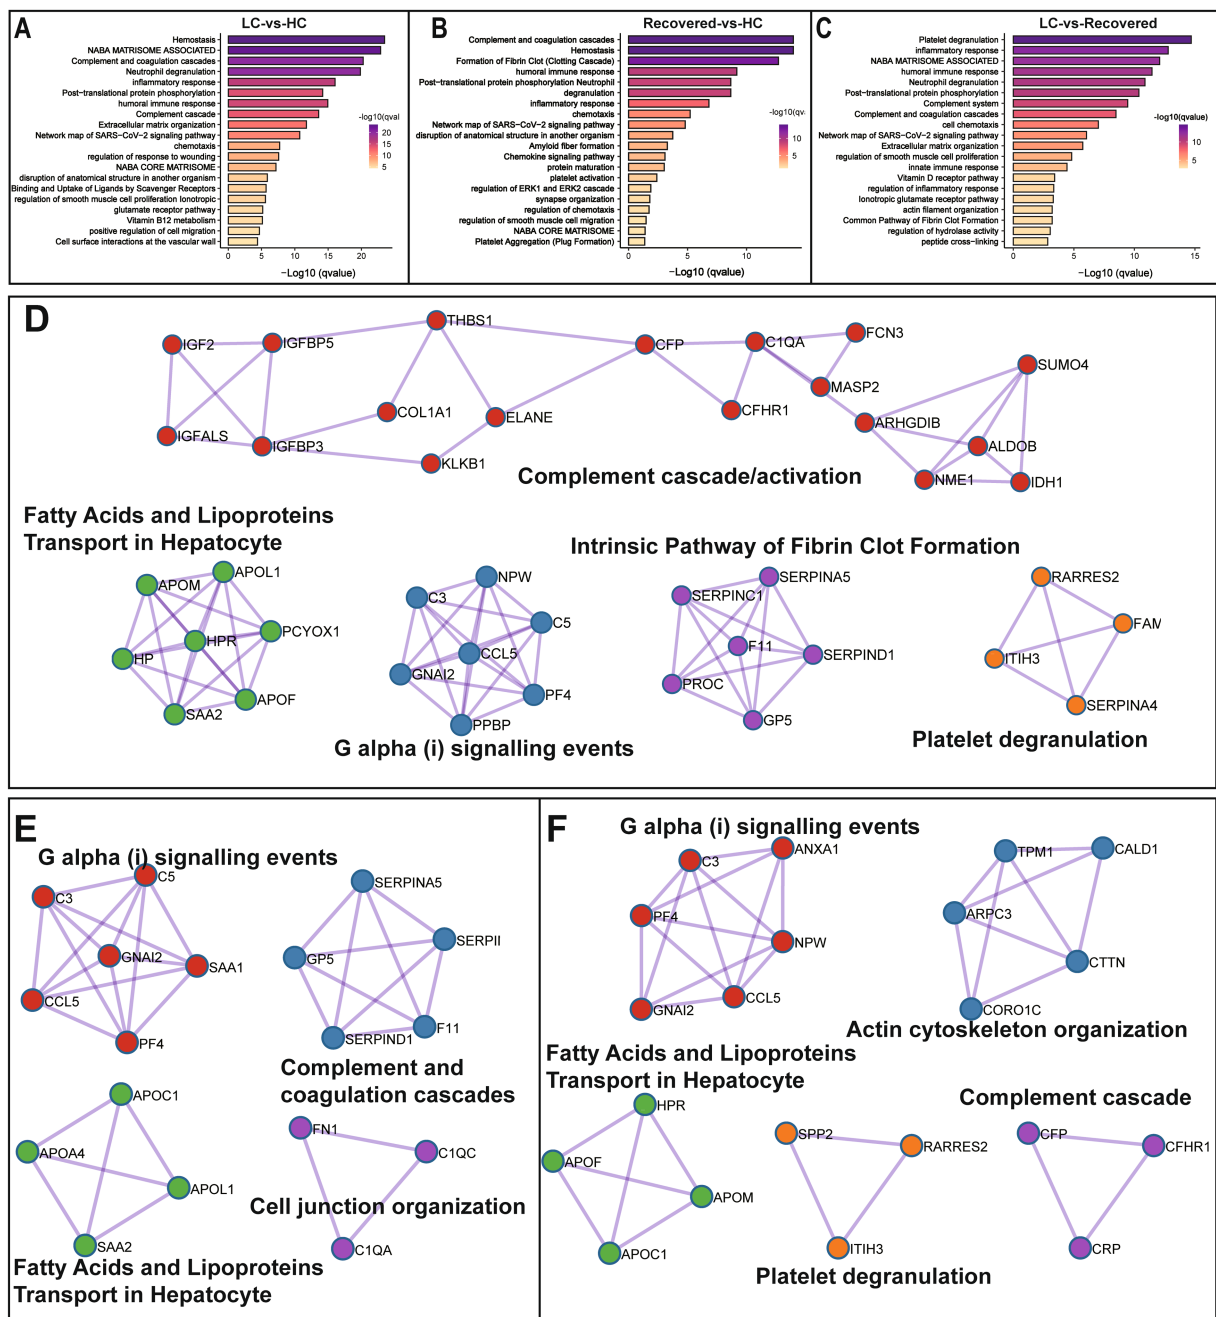 A
LC-vs-HC
Hemostasis
NABA MATRISOME ASSOCIATED
Complement and coagulation cascades
Neutrophil degranulation
inflammatory response
Post-translational protein phosphorylation
humoral immune response
Complement cascade
Extracellular matrix organization
Network map of SARS-CoV-2 signaling pathway
chemotaxis
regulation of response to wounding
NABA CORE MATRISOME
disruption of anatomical structure in another organism
Binding and Uptake of Ligands by Scavenger Receptors
regulation of smooth muscle cell proliferation Ionotropic
glutamate receptor pathway
Vitamin B12 metabolism
positive regulation of cell migration
Cell surface interactions at the vascular wall
0 5 10 15 20
-Log10 (qvalue)
-log10(qval
20
15
10
5
B
Recovered-vs-HC
Complement and coagulation cascades
Hemostasis
Formation of Fibrin Clot (Clotting Cascade)
humoral immune response
Post-translational protein phosphorylation Neutrophil
degranulation
inflammatory response
chemotaxis
Network map of SARS-CoV-2 signaling pathway
disruption of anatomical structure in another organism
Amyloid fiber formation
Chemokine signaling pathway
protein maturation
platelet activation
regulation of ERK1 and ERK2 cascade
synapse organization
regulation of chemotaxis
regulation of smooth muscle cell migration
NABA CORE MATRISOME
Platelet Aggregation (Plug Formation)
0 5 10
-Log10 (qvalue)
-log10(qv
10
5
C
LC-vs-Recovered
Platelet degranulation
inflammatory response
NABA MATRISOME ASSOCIATED
humoral immune response
Neutrophil degranulation
Post-translational protein phosphorylation
Complement system
Complement and coagulation cascades
cell chemotaxis
Network map of SARS-CoV-2 signaling pathway
Extracellular matrix organization
regulation of smooth muscle cell proliferation
innate immune response
Vitamin D receptor pathway
regulation of inflammatory response
Ionotropic glutamate receptor pathway
actin filament organization
Common Pathway of Fibrin Clot Formation
regulation of hydrolase activity
peptide cross-linking
0 5 10 15
-Log10 (qvalue)
-log10(qvalue)
10
5
D
THBS1
IGF2
IGFBP5
CFP
C1QA
FCN3
SUMO4
MASP2
COL1A1
ELANE
CFHR1
ARHGDIB
IGFALS
IGFBP3
KLKB1
ALDOB
NME1
IDH1
Complement cascade/activation
Fatty Acids and Lipoproteins
Transport in Hepatocyte
APOL1
APOM
PCYOX1
HPR
HP
APOF
SAA2
NPW
C3
C5
CCL5
GNAI2
PF4
PPBP
G alpha (i) signalling events
Intrinsic Pathway of Fibrin Clot Formation
SERPINA5
SERPINC1
F11
SERPIND1
PROC
GP5
RARRES2
FAM
ITIH3
SERPINA4
Platelet degranulation
E
G alpha (i) signalling events
C5
C3
GNAI2
SAA1
CCL5
PF4
SERPINA5
SERPII
GP5
F11
SERPIND1
Complement and
coagulation cascades
APOC1
APOA4
APOL1
SAA2
Fatty Acids and Lipoproteins
Transport in Hepatocyte
FN1
C1QC
Cell junction organization
C1QA
F
G alpha (i) signalling events
ANXA1
C3
PF4
NPW
CCL5
GNAI2
TPM1
CALD1
ARPC3
CTTN
CORO1C
Actin cytoskeleton organization
Fatty Acids and Lipoproteins
Transport in Hepatocyte
HPR
APOF
APOM
APOC1
SPP2
RARRES2
ITIH3
Platelet degranulation
Complement cascade
CFP
CFHR1
CRP